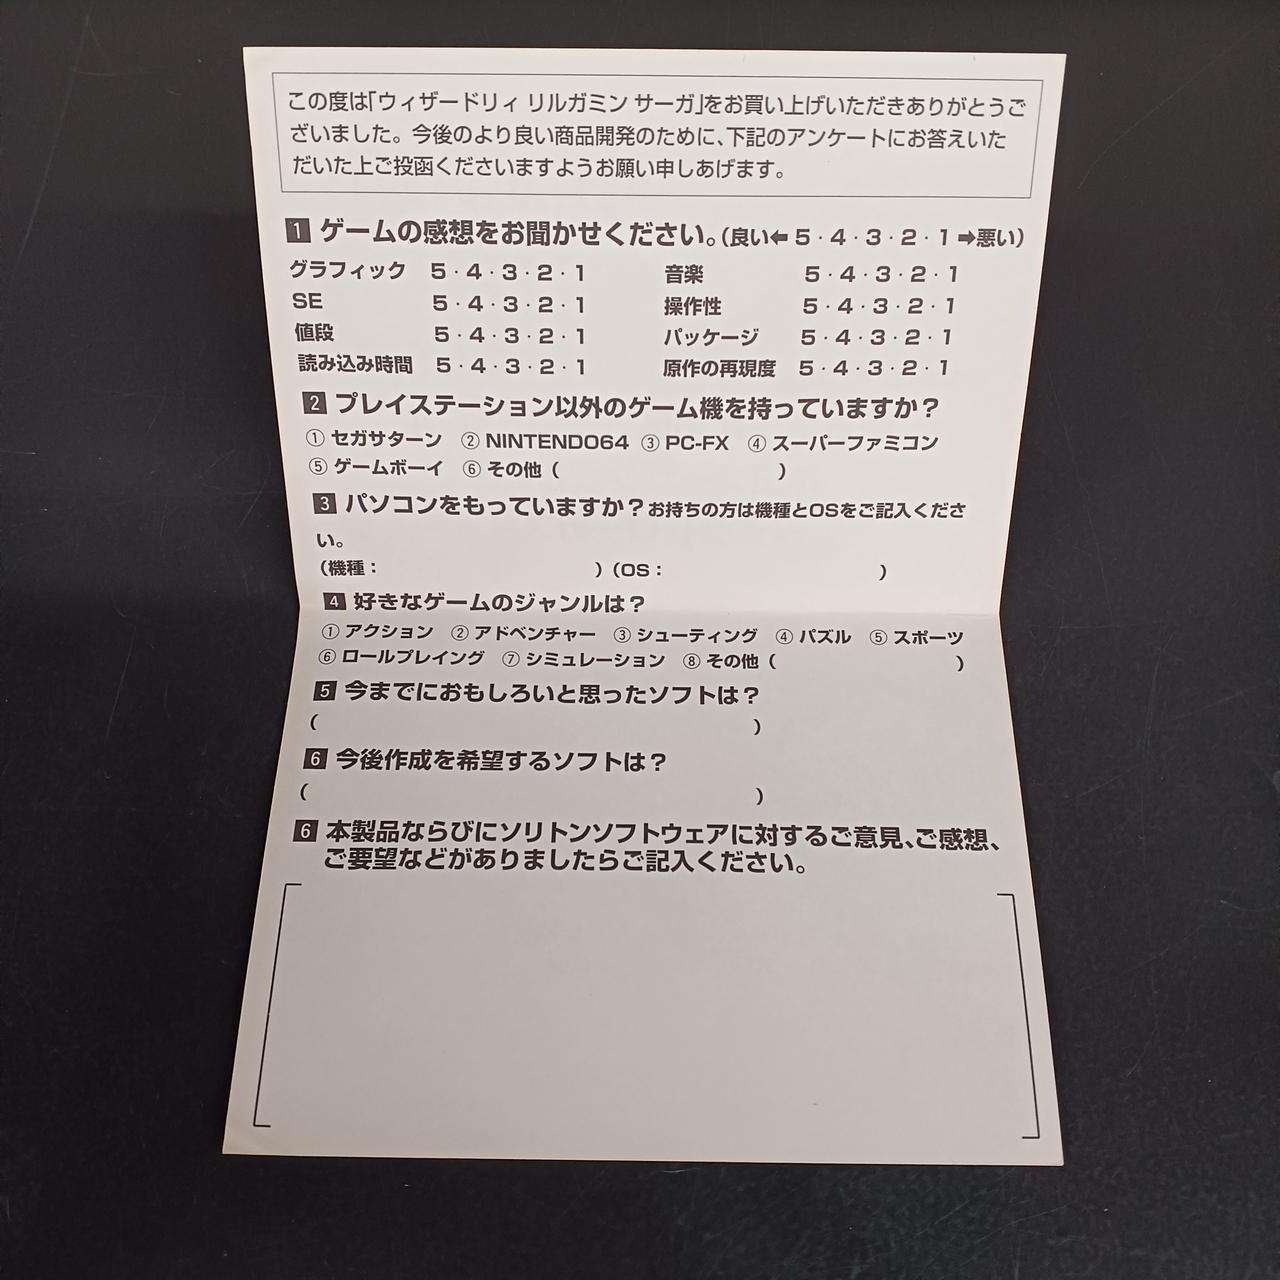 この度は「ウィザードリィ リルガミン サーガ」をお買い上げいただきありがとうご
ざいました。今後のより良い商品開発のために、下記のアンケートにお答えいた
だいた上ご投函くださいますようお願い申しあげます。
1 ゲームの感想をお聞かせください。(良い⬅5・4・3・2・1➡悪い)
グラフィック 5・4・3・2・1 音楽 5・4・3・2・1
SE 5・4・3・2・1 操作性 5・4・3・2・1
値段 5・4・3・2・1 パッケージ 5・4・3・2・1
読み込み時間 5・4・3・2・1 原作の再現度 5・4・3・2・1
2 プレイステーション以外のゲーム機を持っていますか？
① セガサターン ② NINTENDO64 ③ PC-FX ④ スーパーファミコン
⑤ ゲームボーイ ⑥ その他（ ）
3 パソコンをもっていますか？お持ちの方は機種とOSをご記入くださ
い。
（機種： ）（OS： ）
4 好きなゲームのジャンルは？
① アクション ② アドベンチャー ③ シューティング ④ パズル ⑤ スポーツ
⑥ ロールプレイング ⑦ シミュレーション ⑧ その他（ ）
5 今までにおもしろいと思ったソフトは？
（ ）
6 今後作成を希望するソフトは？
（ ）
6 本製品ならびにソリトンソフトウェアに対するご意見、ご感想、
ご要望などがありましたらご記入ください。